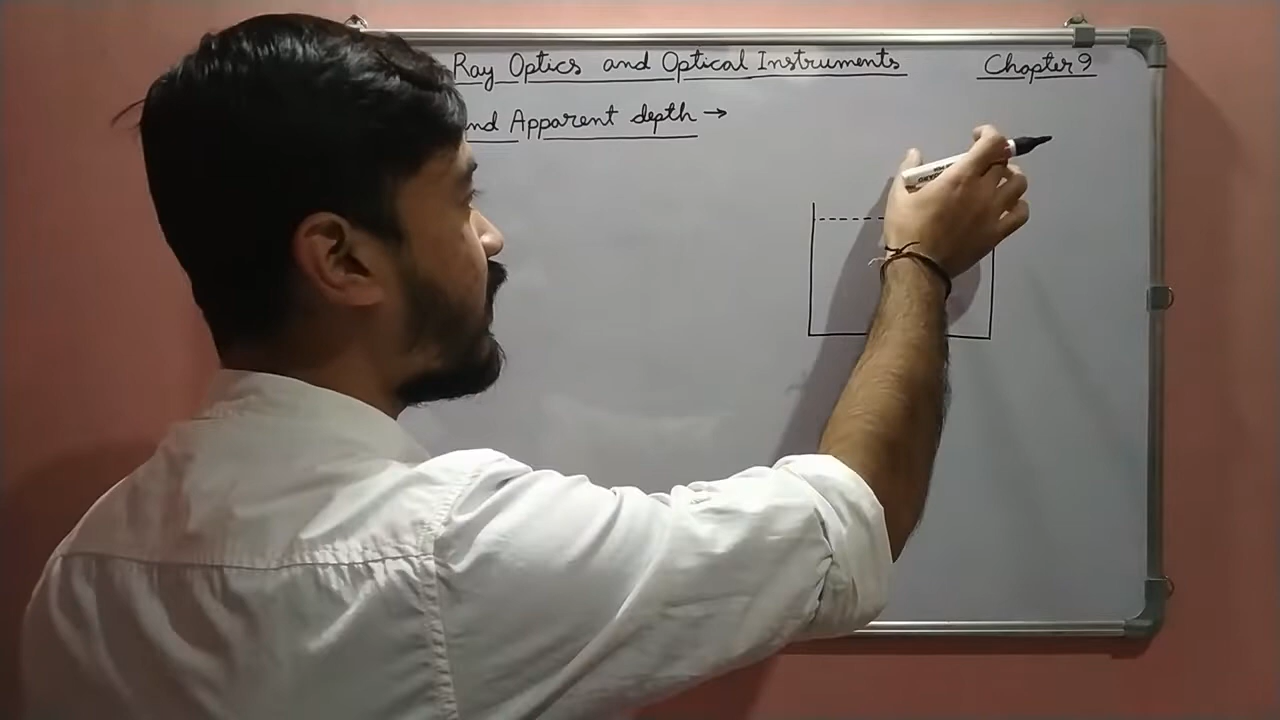 Ray Optics and Optical Instruments Chapter 9
nd Apparent depth →